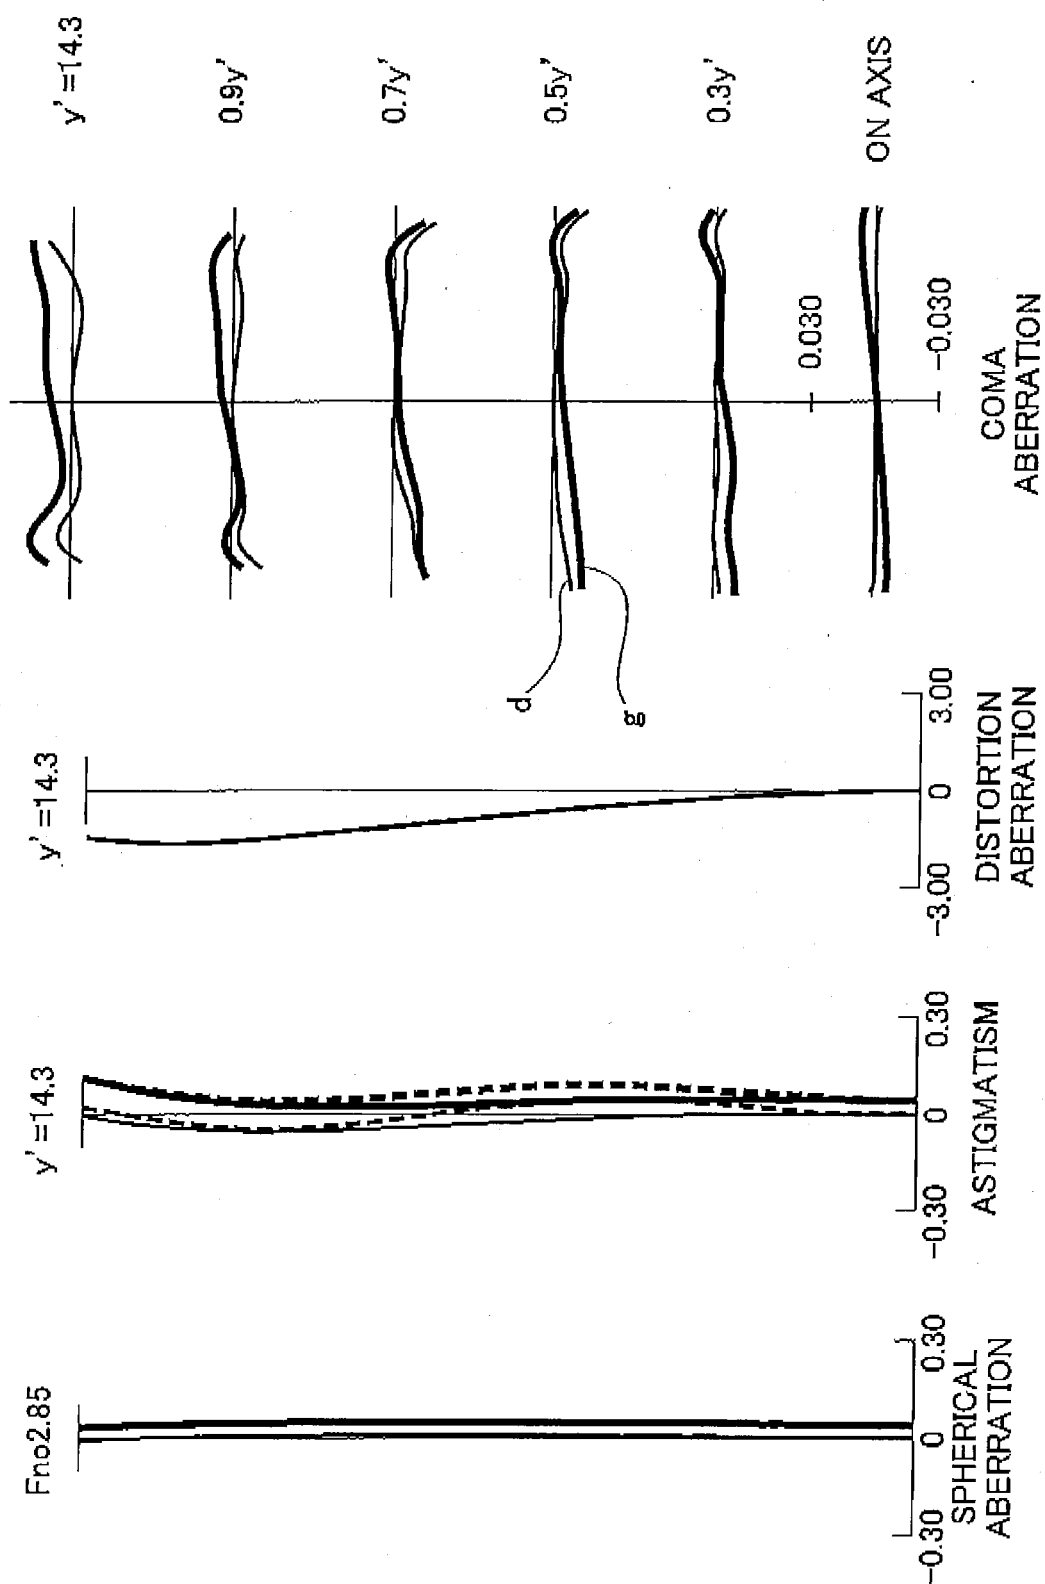 Fno2.85
-0.30
0
0.30
SPHERICAL
ABERRATION
y'=14.3
-0.30
0
0.30
ASTIGMATISM
y'=14.3
-3.00
0
3.00
DISTORTION
ABERRATION
d
g
y'=14.3
0.9y'
0.7y'
0.5y'
0.3y'
ON AXIS
0.030
-0.030
COMA
ABERRATION